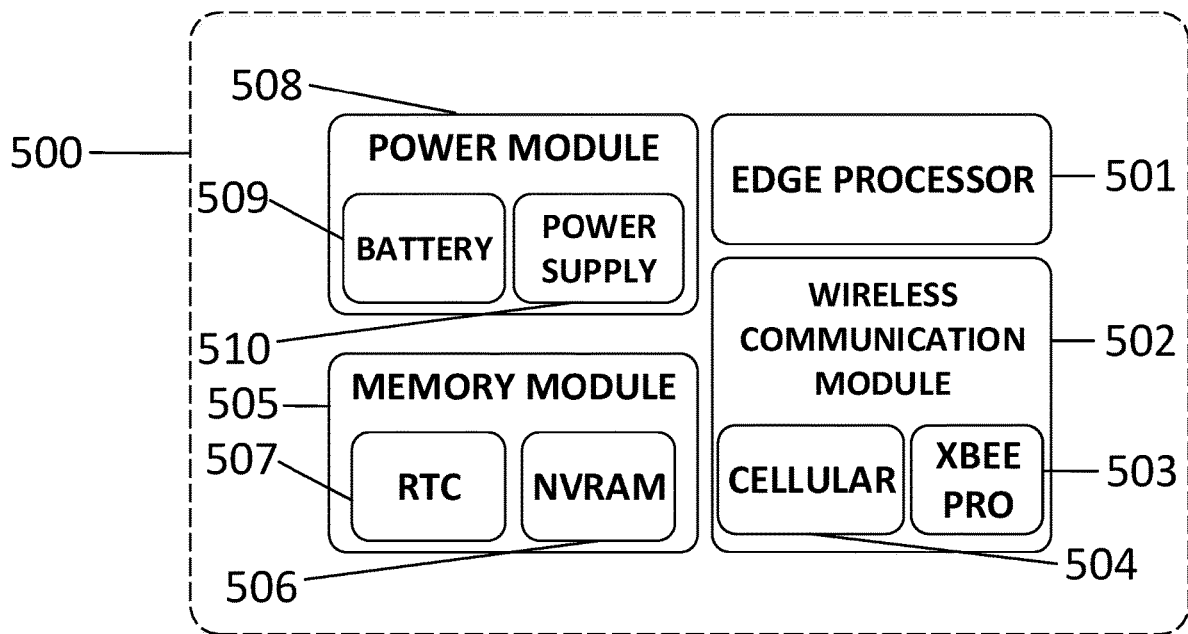 508
500
POWER MODULE
509
BATTERY
POWER
SUPPLY
510
EDGE PROCESSOR
501
WIRELESS
COMMUNICATION
MODULE
502
505
MEMORY MODULE
507
RTC
NVRAM
506
CELLULAR
XBEE
PRO
503
504